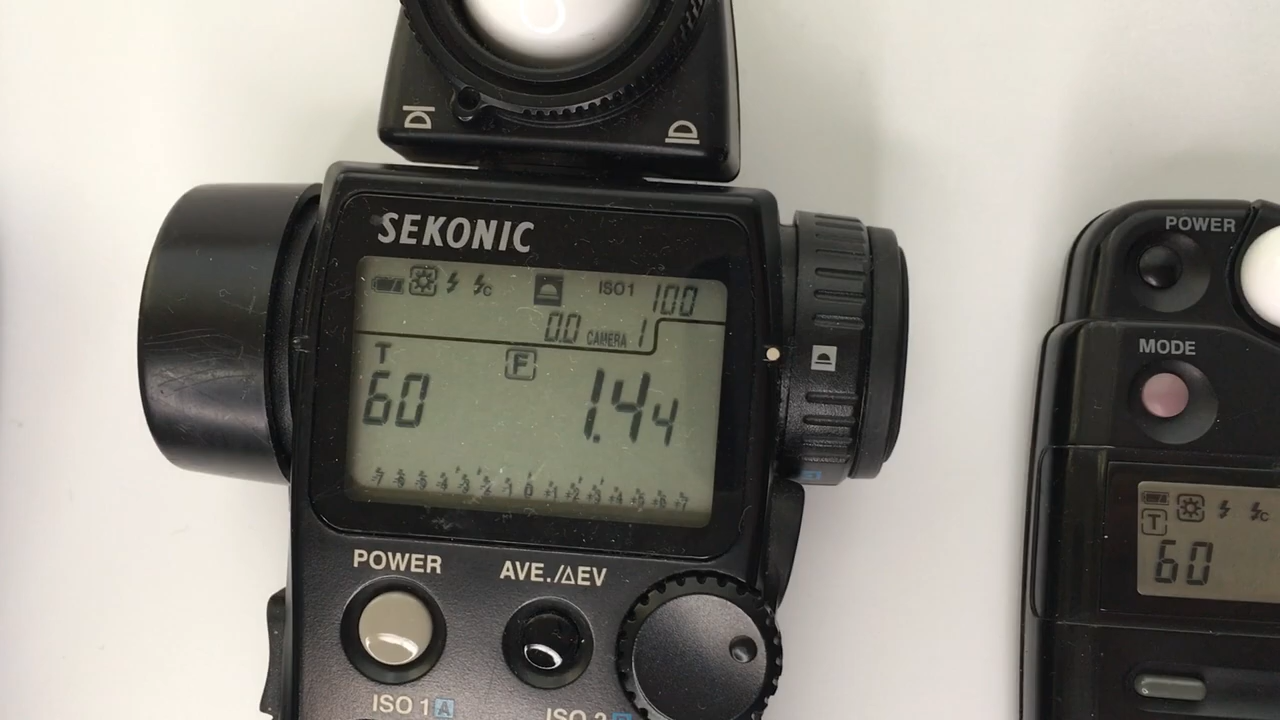 SEKONIC
ISO1 100
0.0 CAMERA 1
T F
60 1.4 4
-7 -6 -5 -4 -3 -2 -1 0 +1 +2 +3 +4 +5 +6 +7
POWER AVE./ΔEV
ISO 1 A
POWER
MODE
T
60